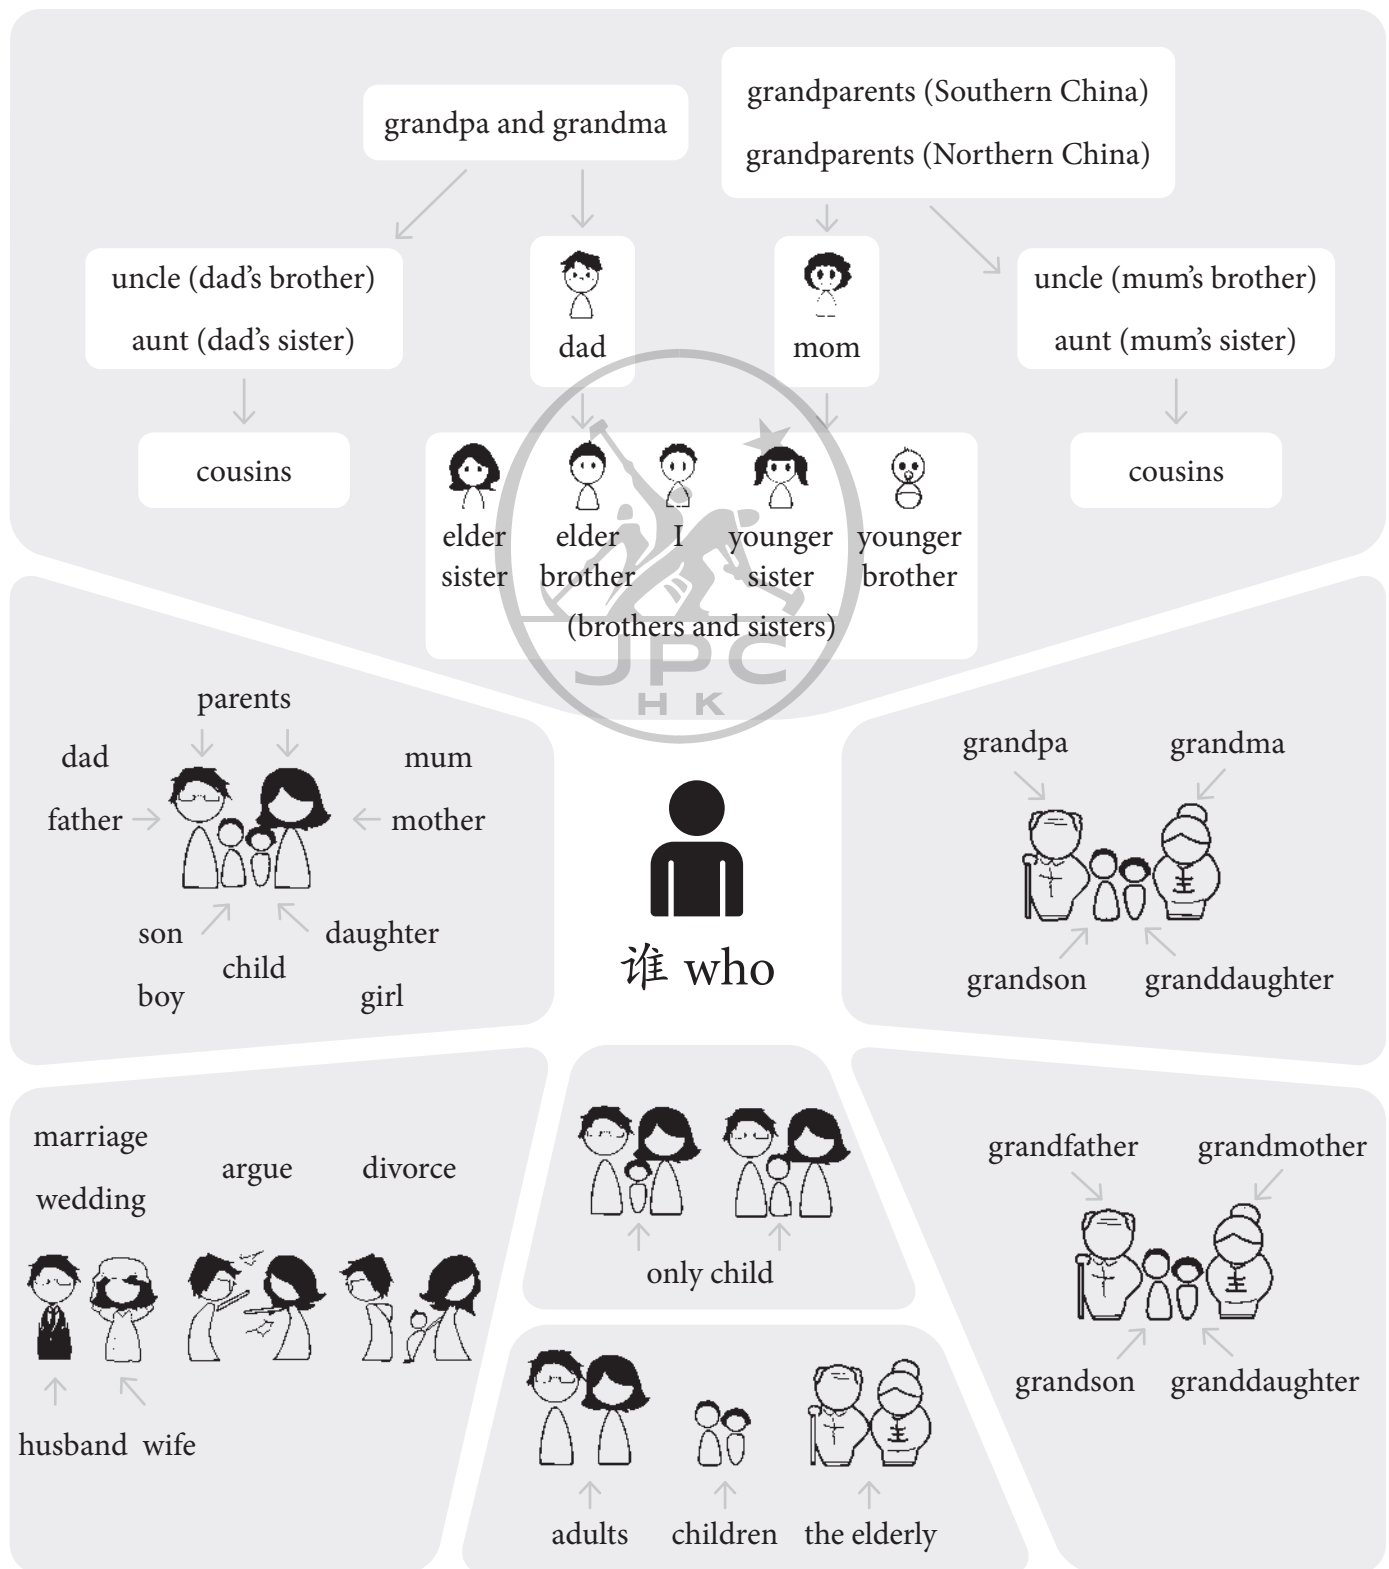 grandpa and grandma
grandparents (Southern China)
grandparents (Northern China)
uncle (dad's brother)
aunt (dad's sister)
dad
mom
uncle (mum's brother)
aunt (mum's sister)
cousins
elder
sister
elder
brother
I
younger
sister
younger
brother
(brothers and sisters)
cousins
JPC
HK
parents
dad
father
mum
mother
son
boy
child
daughter
girl
谁 who
grandpa
grandma
grandson
granddaughter
marriage
wedding
argue
divorce
husband
wife
only child
adults
children
the elderly
grandfather
grandmother
grandson
granddaughter